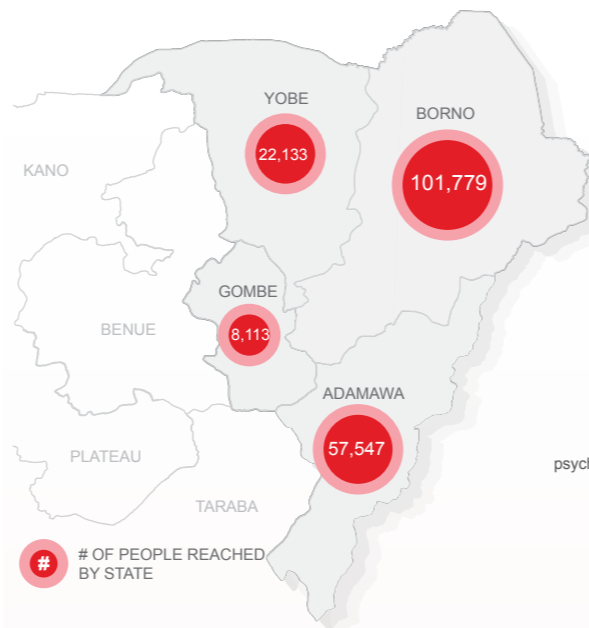 YOBE
22,133
BORNO
101,779
KANO
GOMBE
8,113
BENUE
ADAMAWA
57,547
PLATEAU
psych
TARABA
# # OF PEOPLE REACHED
BY STATE